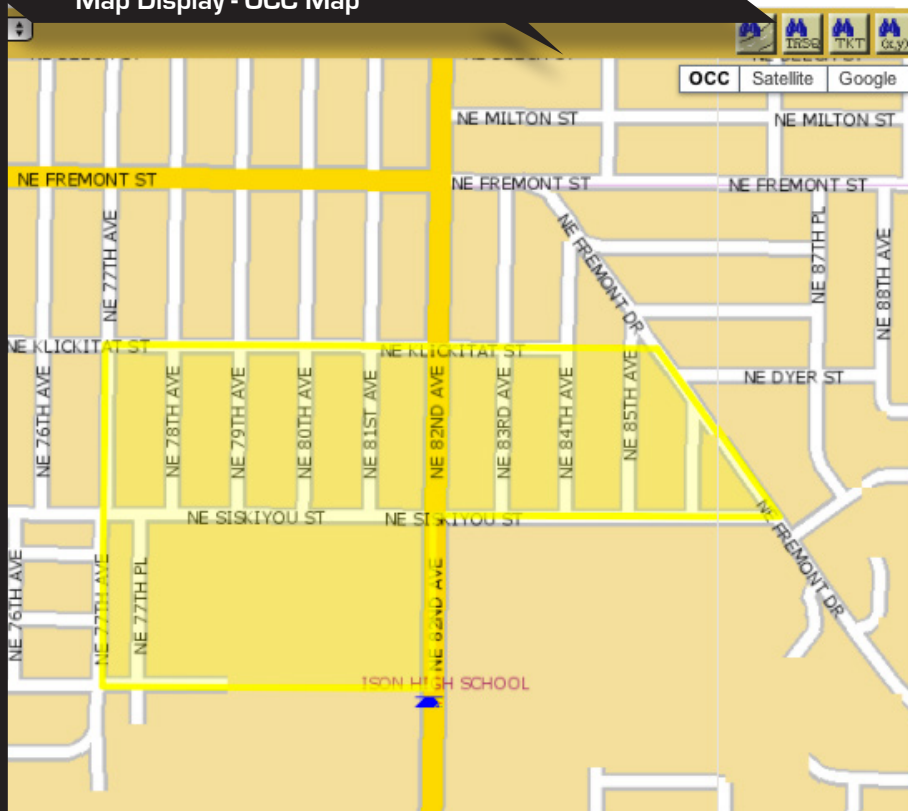 Map Display - OCC Map
TRSQ
TKT
(x,y)
OCC
Satellite
Google
NE MILTON ST
NE MILTON ST
NE FREMONT ST
NE FREMONT ST
NE FREMONT ST
NE 77TH AVE
NE FREMONT DR
NE 87TH PL
NE 88TH AVE
NE KLICKITAT ST
NE KLICKITAT ST
NE DYER ST
NE 76TH AVE
NE 78TH AVE
NE 79TH AVE
NE 80TH AVE
NE 81ST AVE
NE 82ND AVE
NE 83RD AVE
NE 84TH AVE
NE 85TH AVE
NE SISKIYOU ST
NE SISKIYOU ST
NE FREMONT DR
NE 76TH AVE
NE 77TH AVE
NE 77TH PL
NE 82ND AVE
ISON HIGH SCHOOL